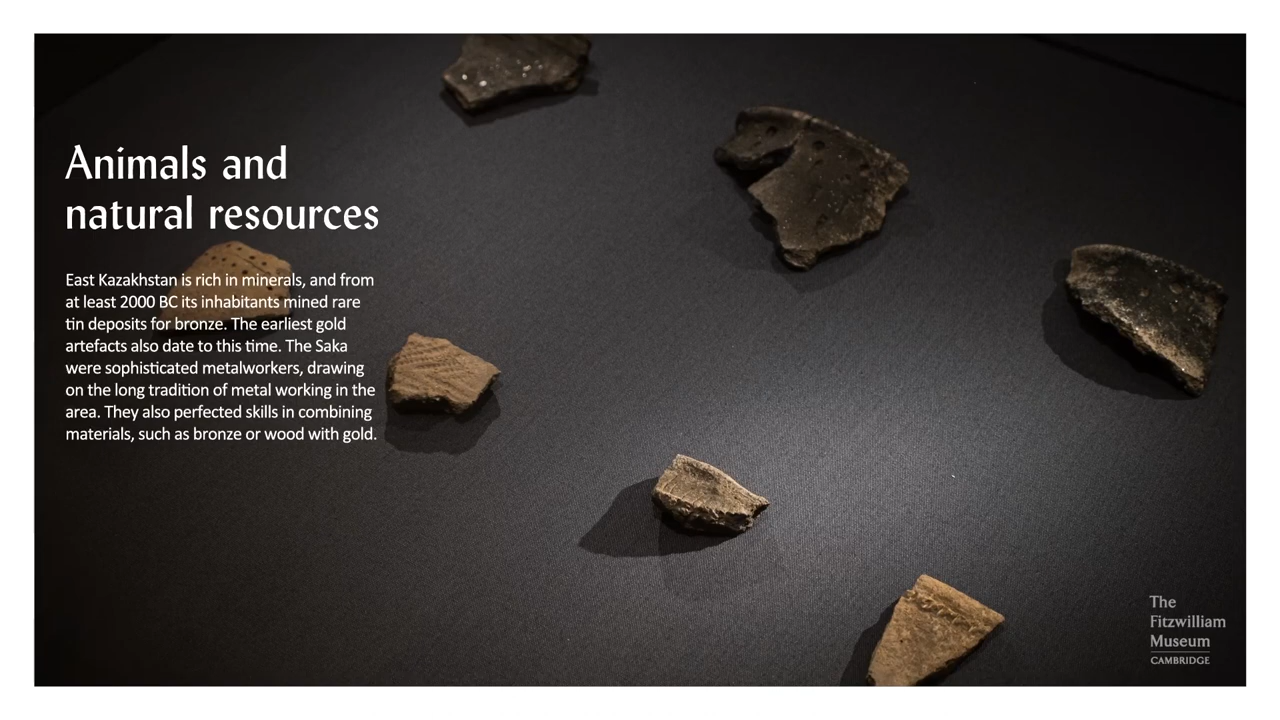 Animals and
natural resources
East Kazakhstan is rich in minerals, and from
at least 2000 BC its inhabitants mined rare
tin deposits for bronze. The earliest gold
artefacts also date to this time. The Saka
were sophisticated metalworkers, drawing
on the long tradition of metal working in the
area. They also perfected skills in combining
materials, such as bronze or wood with gold.
The
Fitzwilliam
Museum
CAMBRIDGE